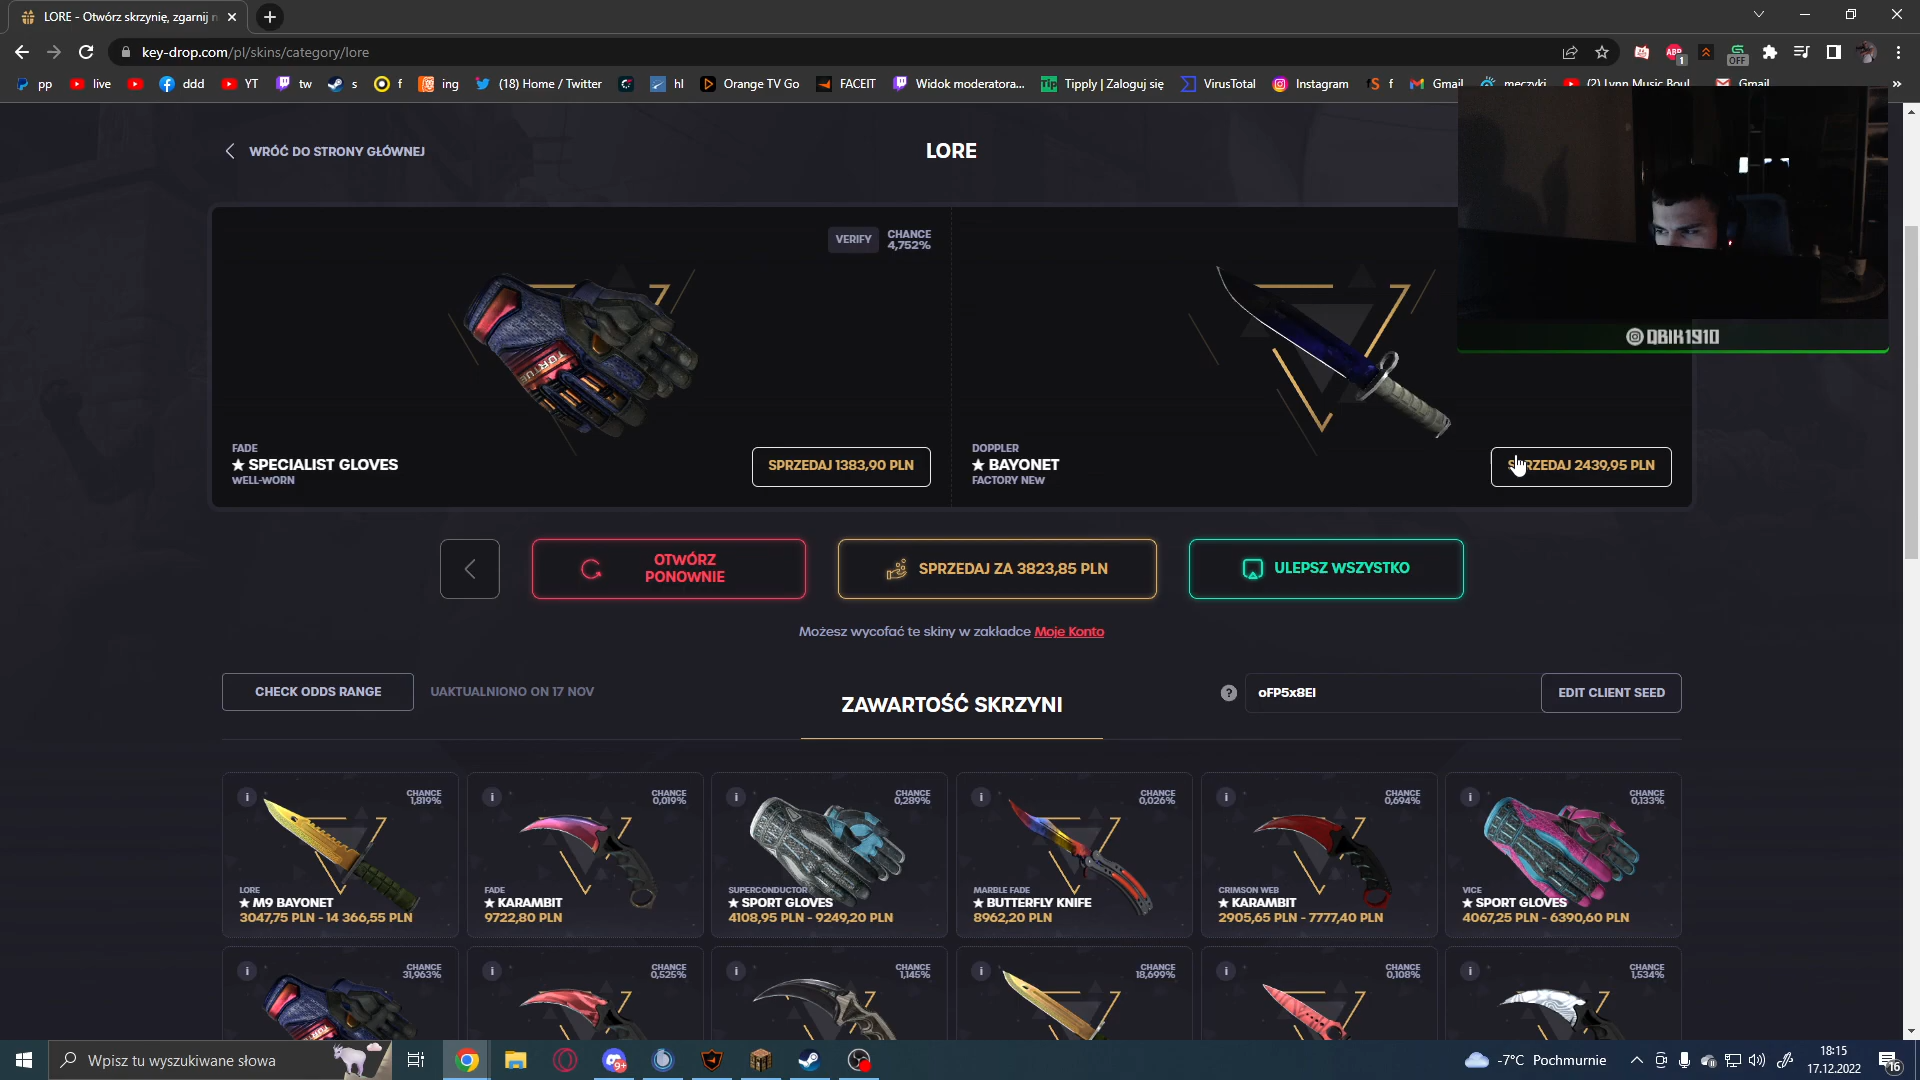 LORE - Otwórz skrzynię, zgarnij n
key-drop.com/pl/skins/category/lore
pp
live
ddd
YT
tw
s
f
ing
(18) Home / Twitter
hl
Orange TV Go
FACEIT
Widok moderatora...
Tipply | Zaloguj się
VirusTotal
Instagram
f
Gmail
meczyki
(2) Lynn Music Boul
Gmail
WRÓĆ DO STRONY GŁÓWNEJ
LORE
VERIFY
CHANCE
4,752%
@QBIK1910
FADE
★ SPECIALIST GLOVES
WELL-WORN
SPRZEDAJ 1383,90 PLN
DOPPLER
★ BAYONET
FACTORY NEW
SPRZEDAJ 2439,95 PLN
OTWÓRZ
PONOWNIE
SPRZEDAJ ZA 3823,85 PLN
ULEPSZ WSZYSTKO
Możesz wycofać te skiny w zakładce Moje Konto
CHECK ODDS RANGE
UAKTUALNIONO ON 17 NOV
ZAWARTOŚĆ SKRZYNI
EDIT CLIENT SEED
CHANCE
1,819%
LORE
★ M9 BAYONET
3047,75 PLN - 14 366,55 PLN
CHANCE
0,019%
FADE
★ KARAMBIT
9722,80 PLN
CHANCE
0,289%
SUPERCONDUCTOR
★ SPORT GLOVES
4108,95 PLN - 9249,20 PLN
CHANCE
0,026%
MARBLE FADE
★ BUTTERFLY KNIFE
8962,20 PLN
CHANCE
0,694%
CRIMSON WEB
★ KARAMBIT
2905,65 PLN - 7777,40 PLN
CHANCE
0,133%
VICE
★ SPORT GLOVES
4067,25 PLN - 6390,60 PLN
CHANCE
31,963%
CHANCE
0,525%
CHANCE
1,145%
CHANCE
18,699%
CHANCE
0,108%
CHANCE
1,534%
Wpisz tu wyszukiwane słowa
-7°C Pochmurnie
18:15
17.12.2022
16